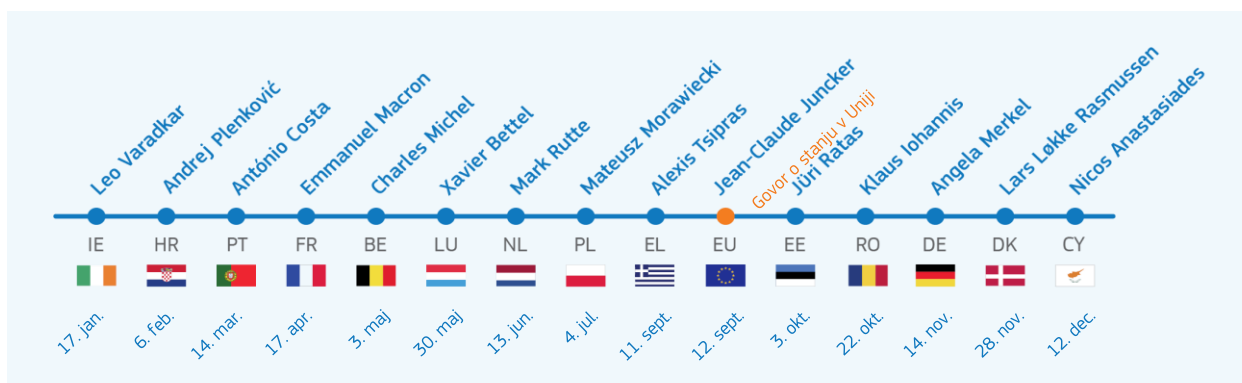 Leo Varadkar
Andrej Plenković
António Costa
Emmanuel Macron
Charles Michel
Xavier Bettel
Mark Rutte
Mateusz Morawiecki
Alexis Tsipras
Jean-Claude Juncker
Govor o stanju v Uniji
Jüri Ratas
Klaus Iohannis
Angela Merkel
Lars Løkke Rasmussen
Nicos Anastasiades
IE HR PT FR BE LU NL PL EL EU EE RO DE DK CY
17. jan. 6. feb. 14. mar. 17. apr. 3. maj 30. maj 13. jun. 4. jul. 11. sept. 12. sept. 3. okt. 22. okt. 14. nov. 28. nov. 12. dec.